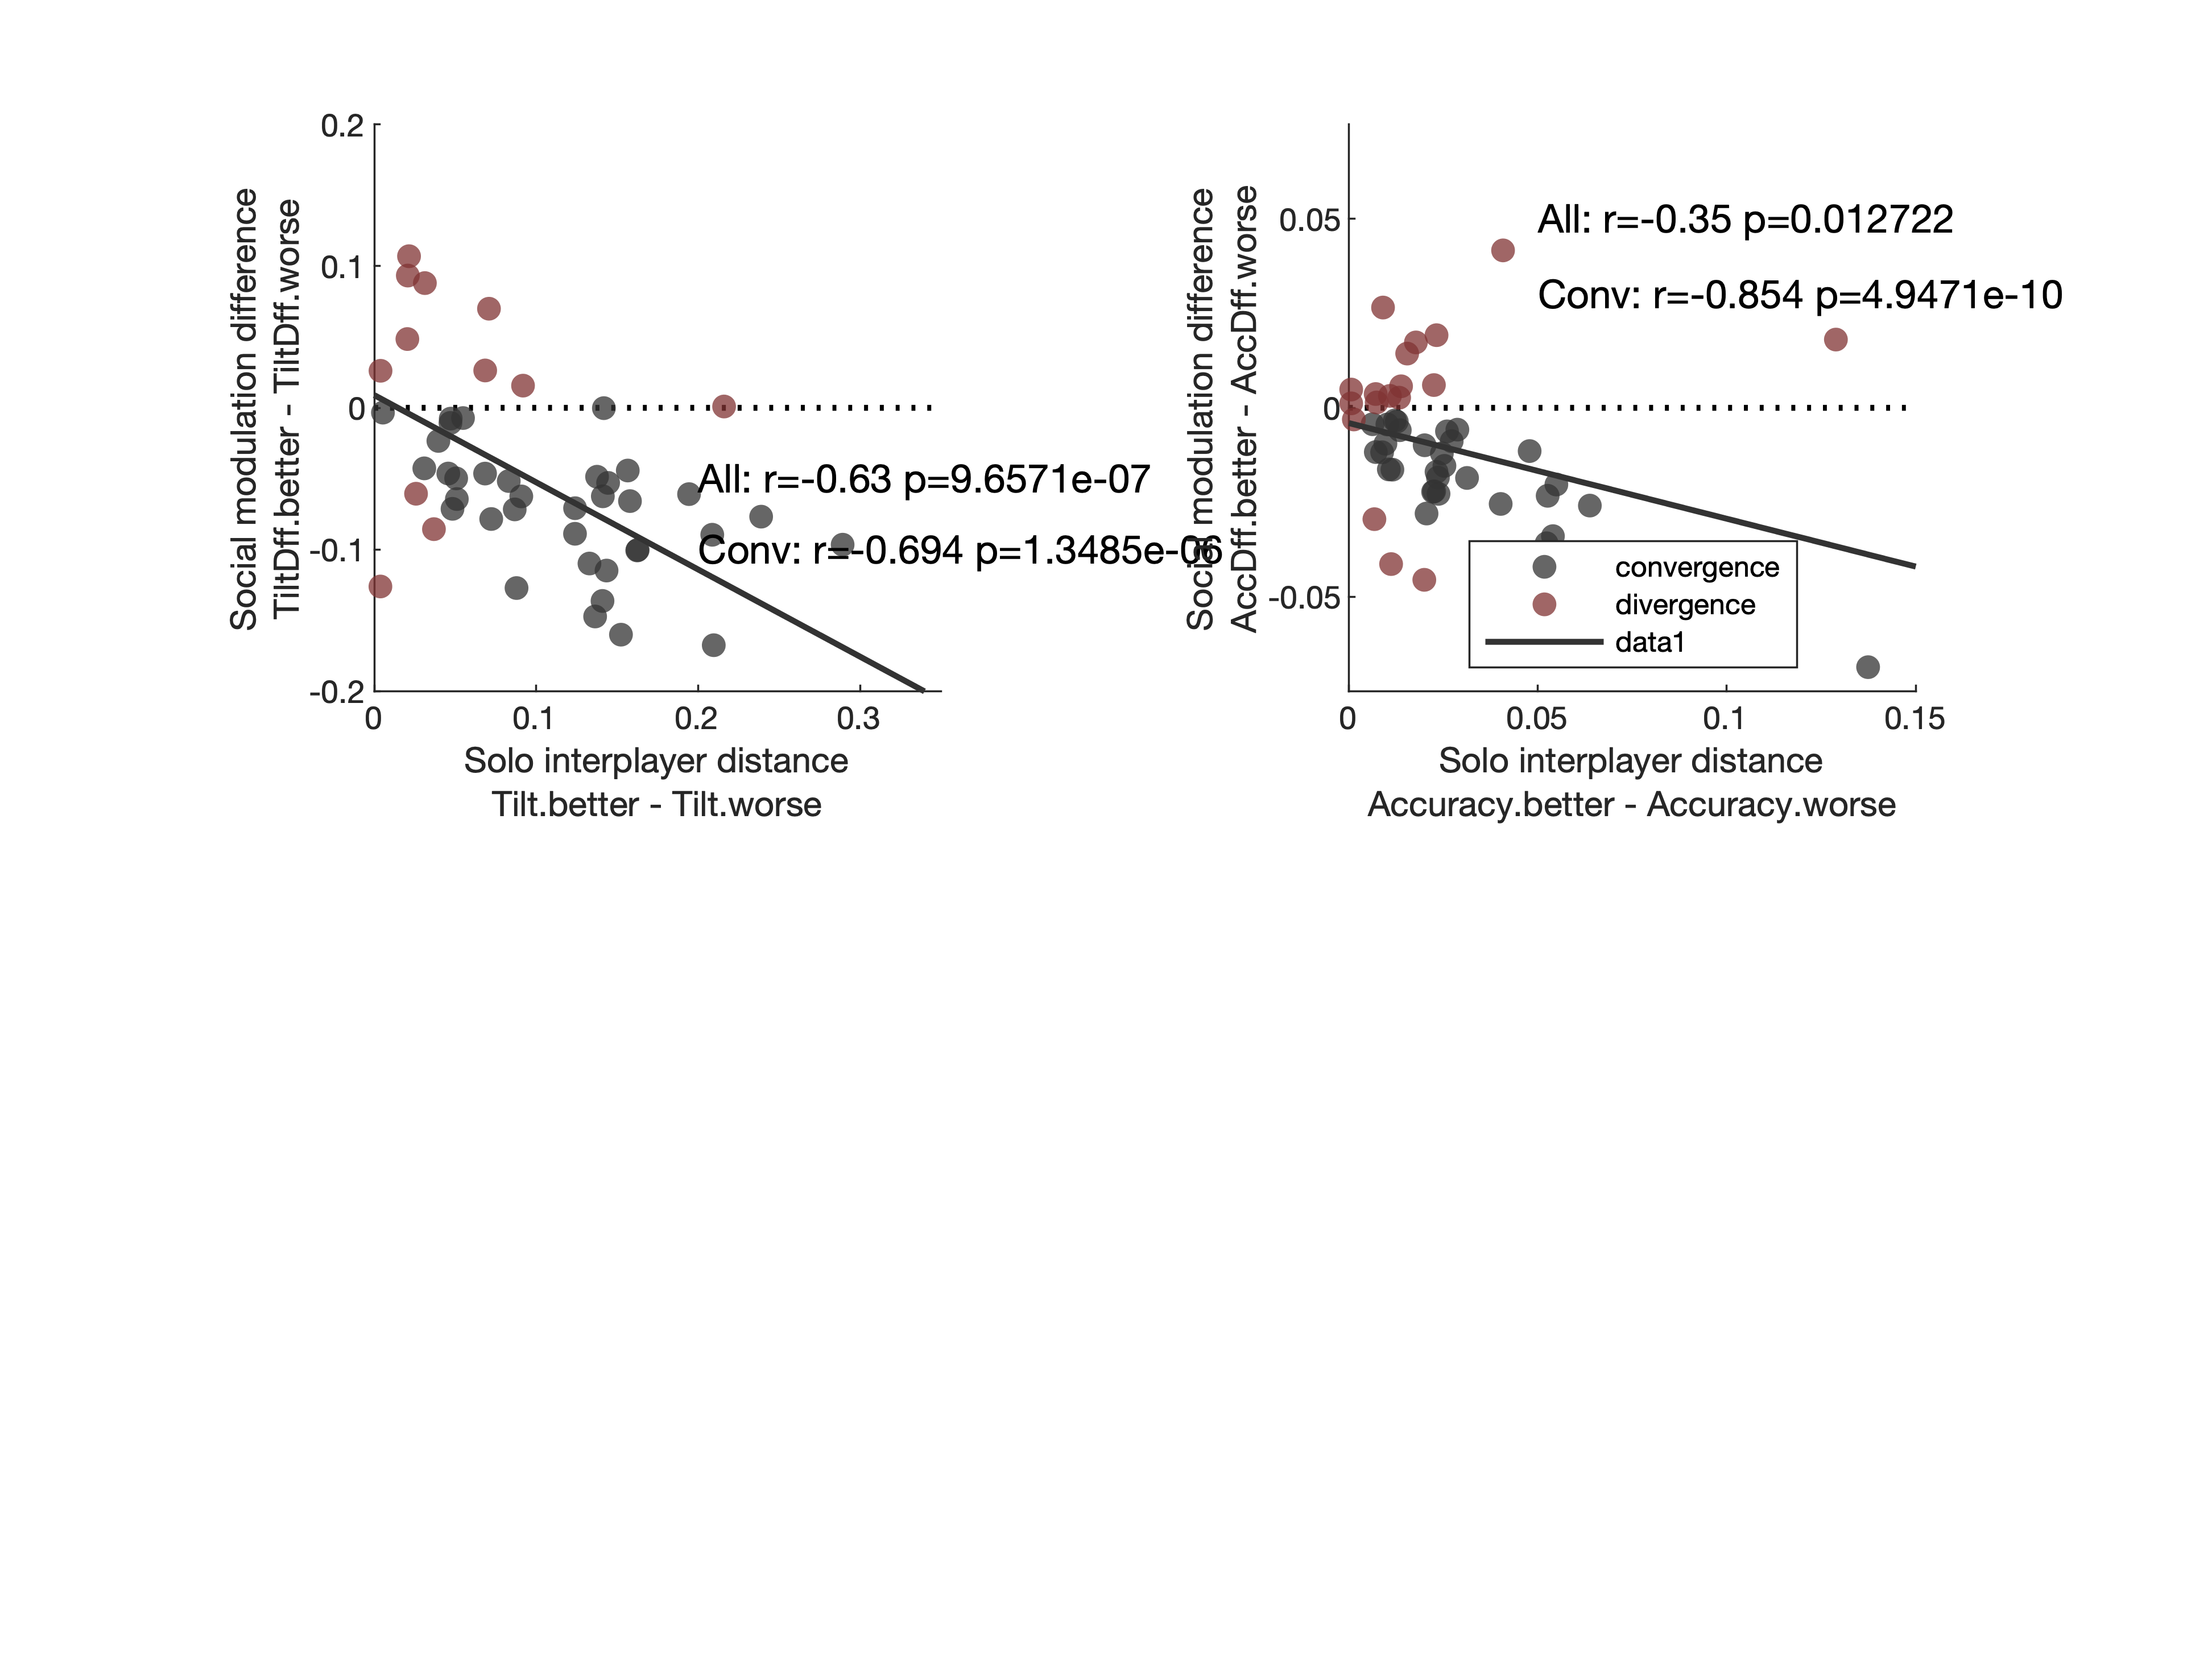 Social modulation difference
TiltDff.better - TiltDff.worse
0.2
0.1
0
-0.1
-0.2
0
0.1
0.2
0.3
All: r=-0.63 p=9.6571e-07
Conv: r=-0.694 p=1.3485e-06
Solo interplayer distance
Tilt.better - Tilt.worse
Social modulation difference
AccDff.better - AccDff.worse
0.05
0
-0.05
0
0.05
0.1
0.15
All: r=-0.35 p=0.012722
Conv: r=-0.854 p=4.9471e-10
convergence
divergence
data1
Solo interplayer distance
Accuracy.better - Accuracy.worse